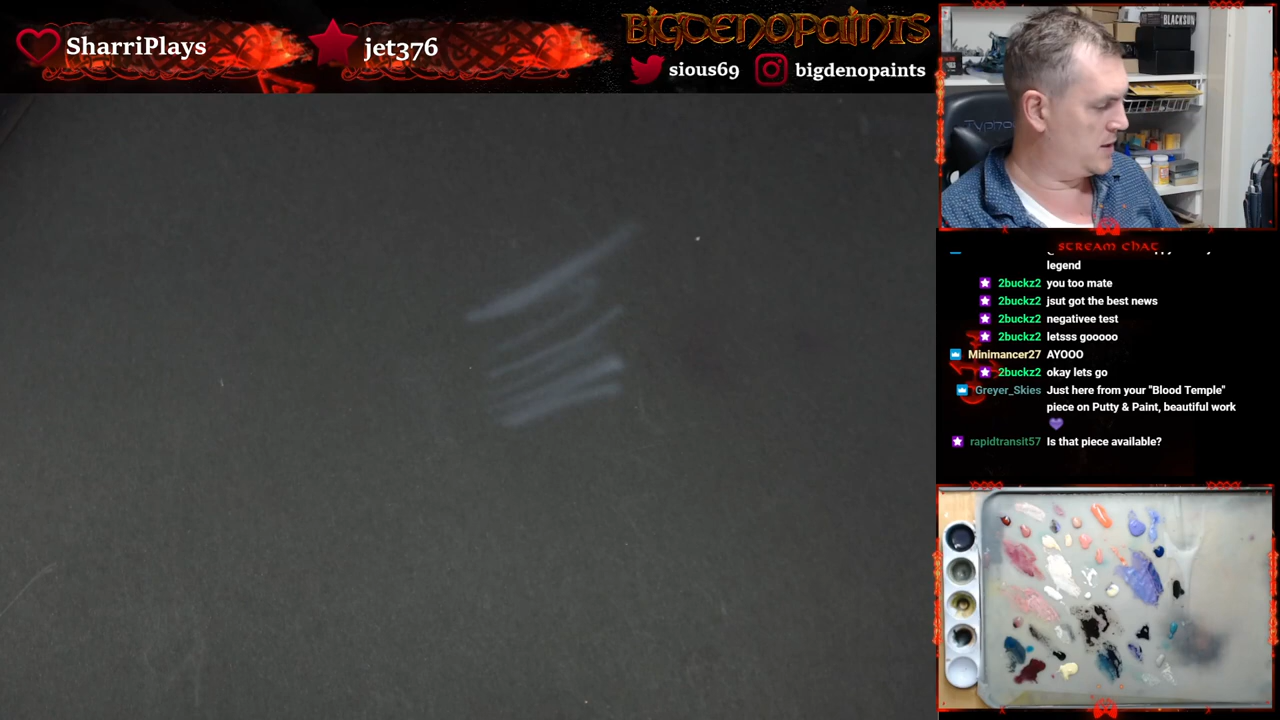 SharriPlays
jet376
BIGDENOPAINTS
sious69
bigdenopaints
BLACKSUN
STREAM CHAT
legend
2buckz2 you too mate
2buckz2 jsut got the best news
2buckz2 negativee test
2buckz2 letsss gooooo
Minimancer27 AYOOO
2buckz2 okay lets go
Greyer_Skies Just here from your "Blood Temple"
piece on Putty & Paint, beautiful work
rapidtransit57 Is that piece available?